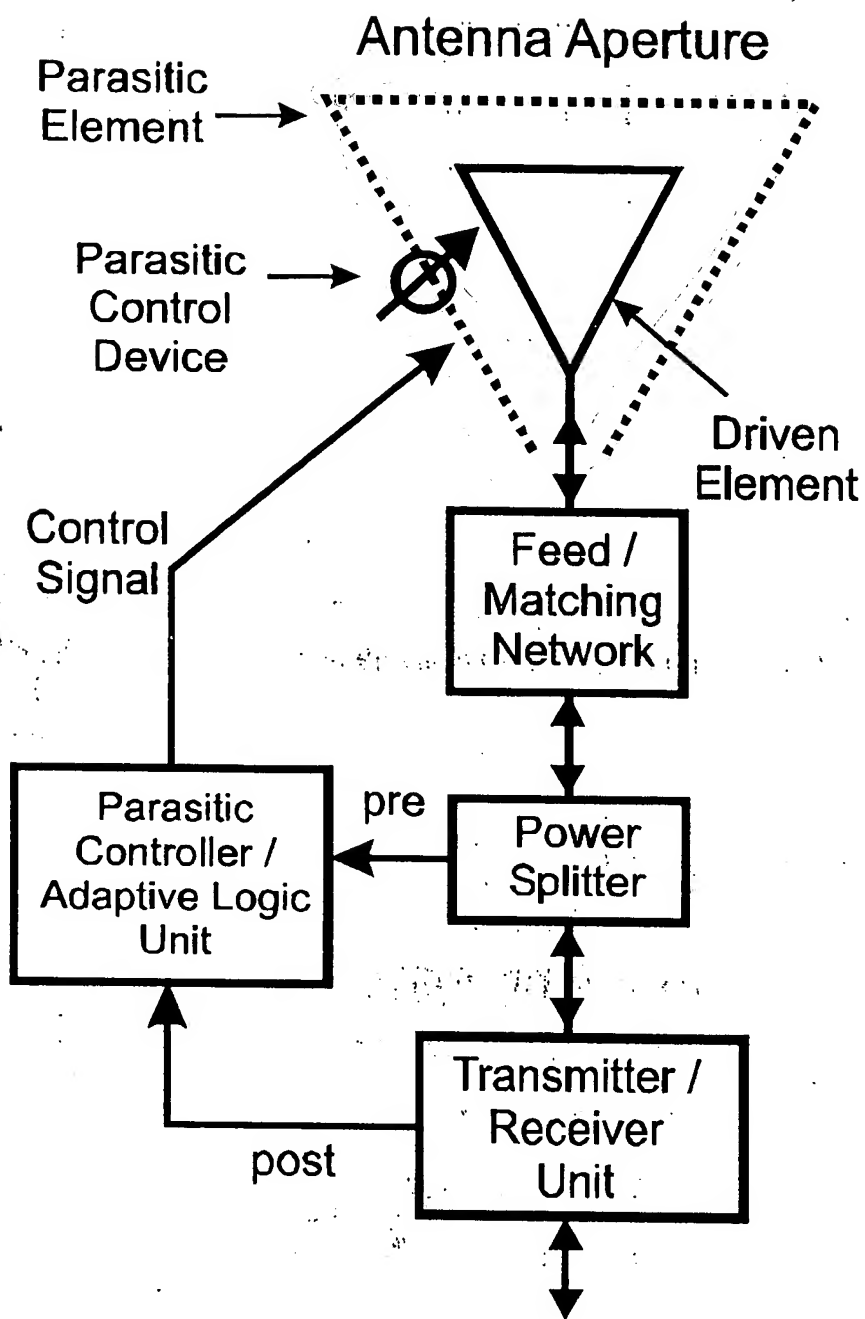 Antenna Aperture
Parasitic
Element
Parasitic
Control
Device
Driven
Element
Control
Signal
Feed /
Matching
Network
Parasitic
Controller /
Adaptive Logic
Unit
pre
Power
Splitter
Transmitter /
Receiver
Unit
post